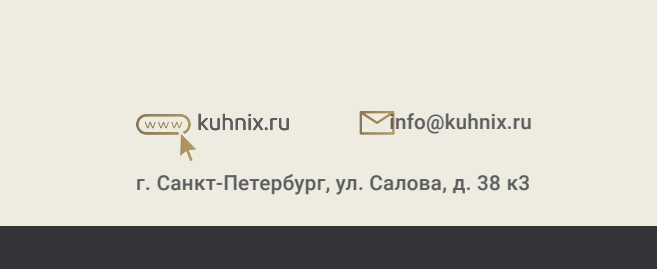 www kuhnix.ru info@kuhnix.ru
г. Санкт-Петербург, ул. Салова, д. 38 к3